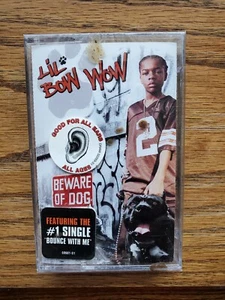 LIL
BOW WOW
GOOD FOR ALL EARS
ALL AGES
2
BEWARE
OF DOG
FEATURING THE
#1 SINGLE
"BOUNCE WITH ME"